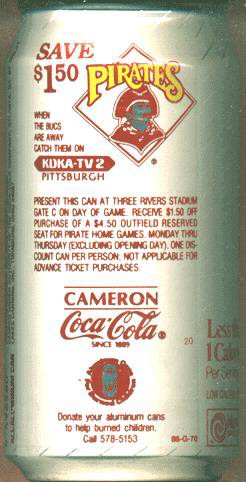 SAVE
$1.50
PIRATES
WHEN
THE BUCS
ARE AWAY
CATCH THEM ON
KDKA-TV 2
PITTSBURGH
PRESENT THIS CAN AT THREE RIVERS STADIUM
GATE C ON DAY OF GAME. RECEIVE $1.50 OFF
PURCHASE OF A $4.50 OUTFIELD RESERVED
SEAT FOR PIRATE HOME GAMES. MONDAY THRU
THURSDAY (EXCLUDING OPENING DAY). ONE DIS-
COUNT CAN PER PERSON. NOT APPLICABLE FOR
ADVANCE TICKET PURCHASES.
CAMERON
Coca-Cola®
SINCE 1889
20
Less
1 Calo
Per Serv
LOW CALO
Donate your aluminum cans
to help burned children.
Call 578-5153
88-G-70